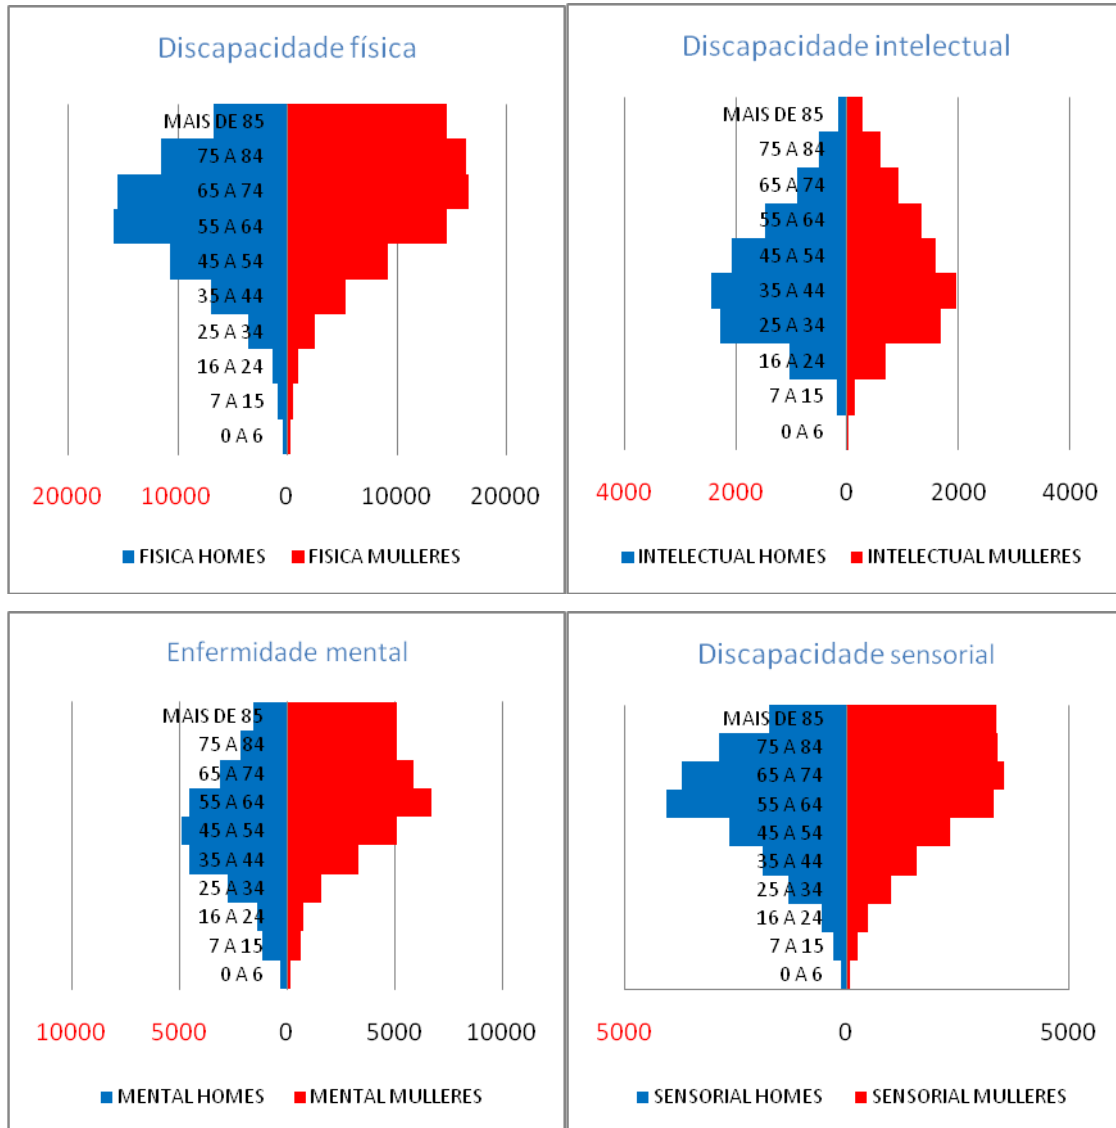 Discapacidade física
MAIS DE 85
75 A 84
65 A 74
55 A 64
45 A 54
35 A 44
25 A 34
16 A 24
7 A 15
0 A 6
20000 10000 0 10000 20000
FISICA HOMES FISICA MULLERES
Discapacidade intelectual
MAIS DE 85
75 A 84
65 A 74
55 A 64
45 A 54
35 A 44
25 A 34
16 A 24
7 A 15
0 A 6
4000 2000 0 2000 4000
INTELECTUAL HOMES INTELECTUAL MULLERES
Enfermidade mental
MAIS DE 85
75 A 84
65 A 74
55 A 64
45 A 54
35 A 44
25 A 34
16 A 24
7 A 15
0 A 6
10000 5000 0 5000 10000
MENTAL HOMES MENTAL MULLERES
Discapacidade sensorial
MAIS DE 85
75 A 84
65 A 74
55 A 64
45 A 54
35 A 44
25 A 34
16 A 24
7 A 15
0 A 6
5000 0 5000
SENSORIAL HOMES SENSORIAL MULLERES